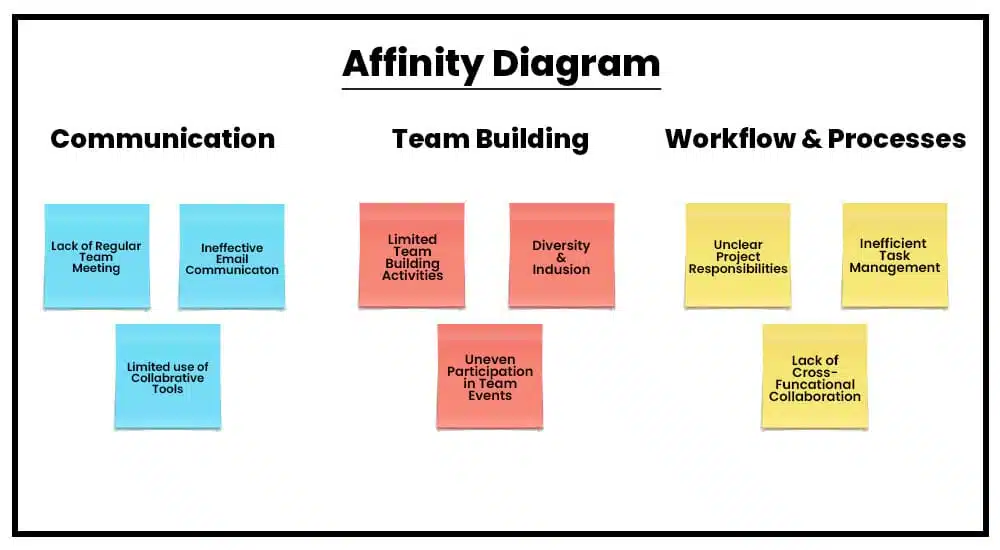 Affinity Diagram
Communication
Team Building
Workflow & Processes
Lack of Regular
Team
Meeting
Ineffective
Email
Communicaton
Limited use of
Collabrative
Tools
Limited
Team
Building
Activities
Diversity
&
Indusion
Uneven
Participation
in Team
Events
Unclear
Project
Responsibilities
Inefficient
Task
Management
Lack of
Cross-
Funcational
Collaboration